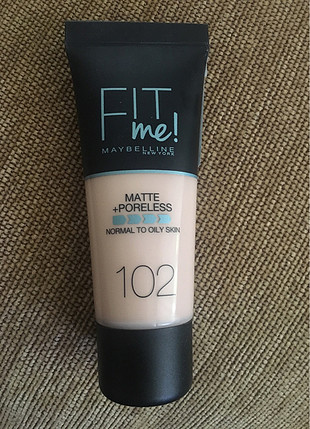 FIT
me!
MAYBELLINE
NEW YORK
MATTE
+PORELESS
NORMAL TO OILY SKIN
102